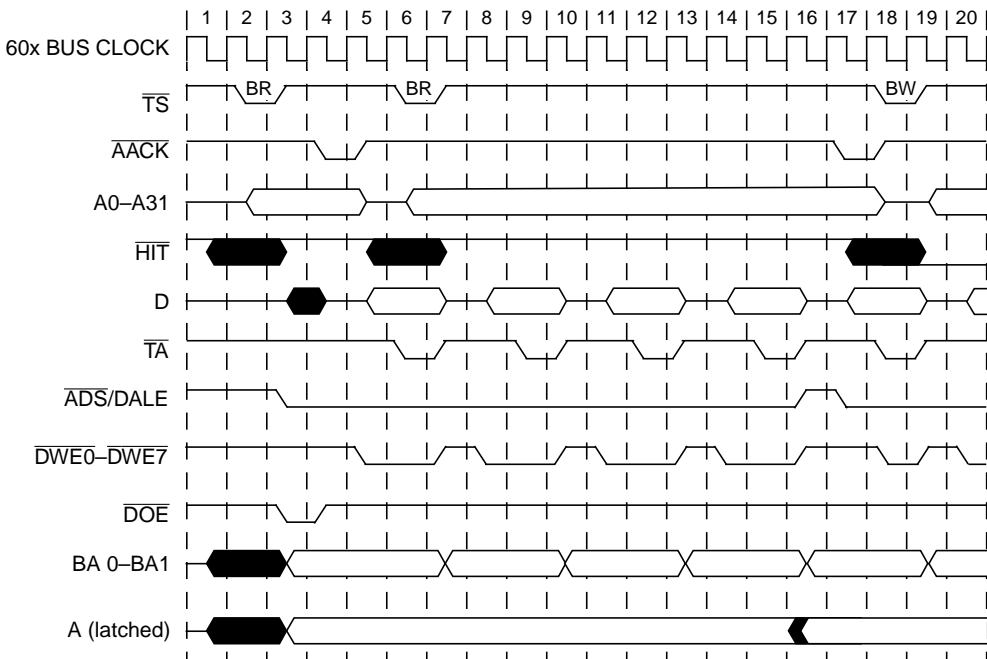 1 2 3 4 5 6 7 8 9 10 11 12 13 14 15 16 17 18 19 20
60x BUS CLOCK
TS BR BR BW
AACK
A0–A31
HIT
D
TA
ADS/DALE
DWE0–DWE7
DOE
BA 0–BA1
A (latched)